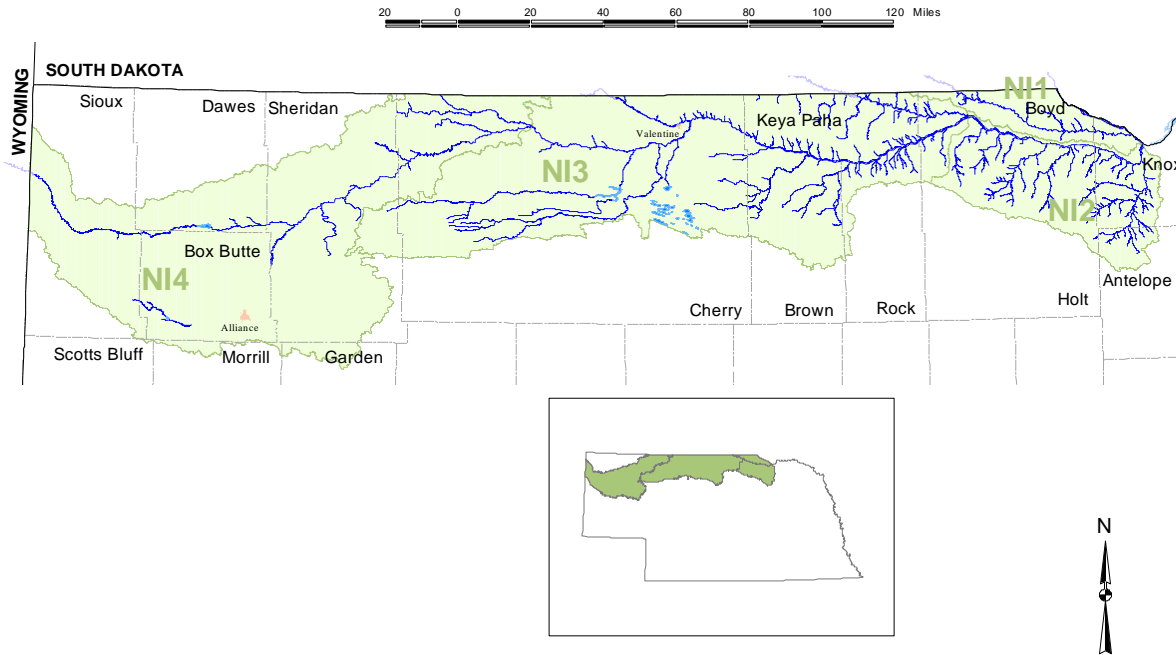 20 0 20 40 60 80 100 120 Miles
SOUTH DAKOTA
WYOMING
Sioux
Dawes
Sheridan
NI1
Boyd
Keya Paha
Valentine
NI3
Knox
NI2
Box Butte
NI4
Antelope
Cherry
Brown
Rock
Holt
Alliance
Scotts Bluff
Morrill
Garden
N